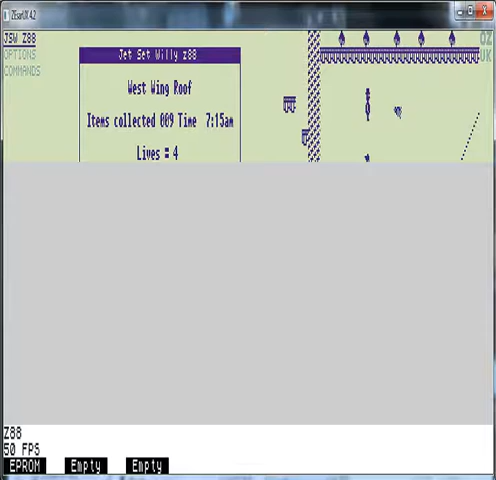 ZEsarUX 4.2
JSW Z88
OPTIONS
COMMANDS
Jet Set Willy z88
West Wing Roof
Items collected 009 Time 7:15am
Lives = 4
OZ
UK
Z88
50 FPS
EPROM Empty Empty